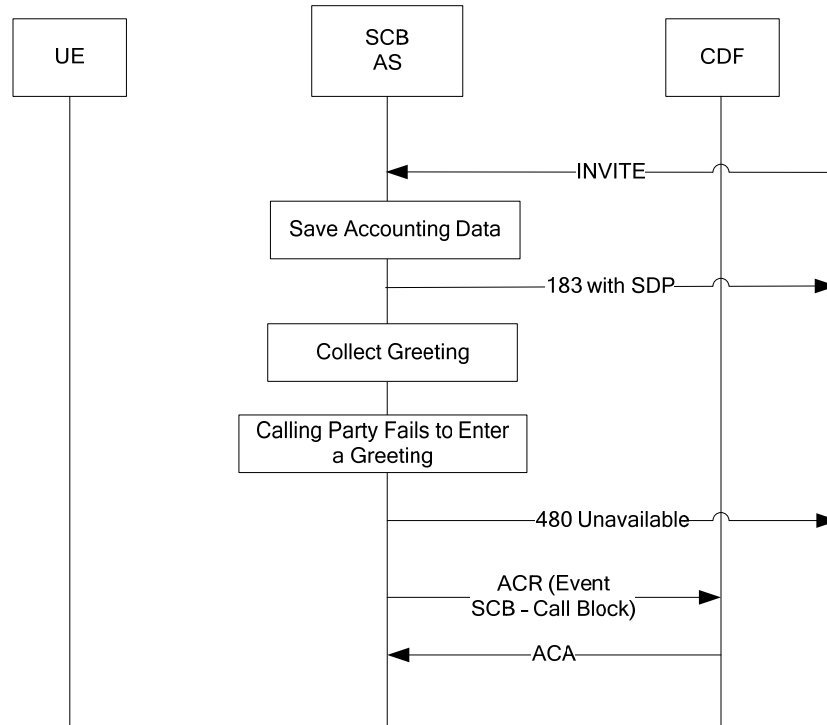 UE
SCB
AS
CDF
INVITE
Save Accounting Data
183 with SDP
Collect Greeting
Calling Party Fails to Enter
a Greeting
480 Unavailable
ACR (Event
SCB - Call Block)
ACA